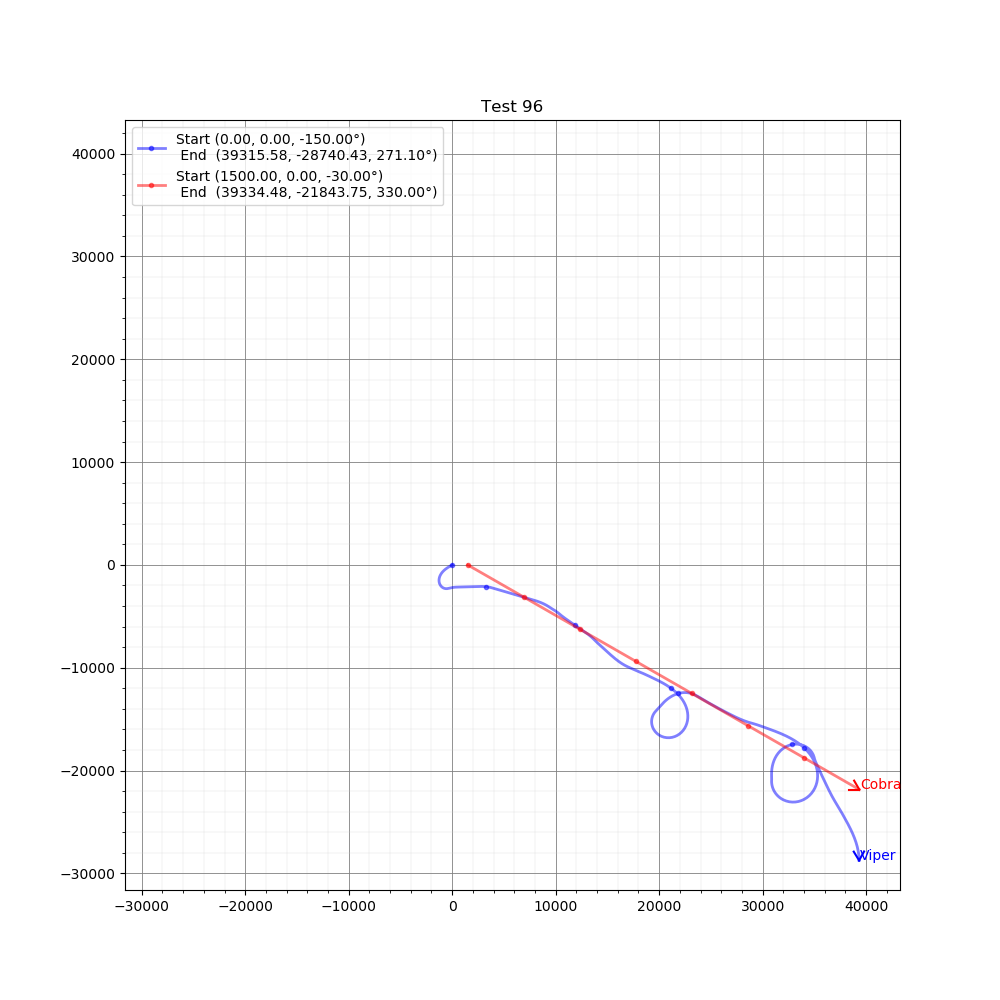 Test 96
Start (0.00, 0.00, -150.00°)
End (39315.58, -28740.43, 271.10°)
Start (1500.00, 0.00, -30.00°)
End (39334.48, -21843.75, 330.00°)
40000
30000
20000
10000
0
−10000
−20000
−30000
Cobra
Viper
−30000 −20000 −10000 0 10000 20000 30000 40000